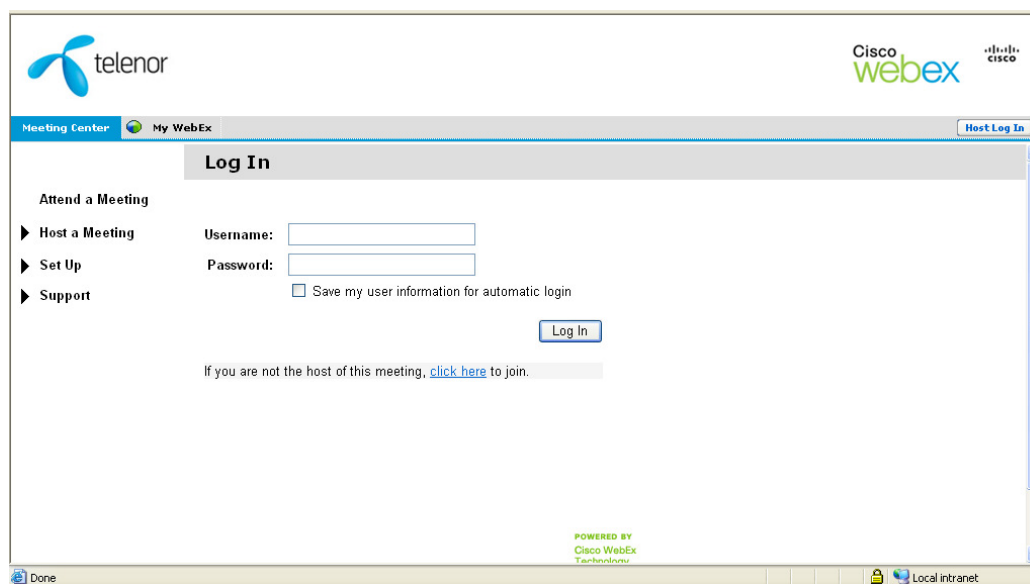 telenor
Cisco
webex
cisco
Meeting Center
My WebEx
Host Log In
Log In
Attend a Meeting
Host a Meeting
Set Up
Support
Username:
Password:
Save my user information for automatic login
Log In
If you are not the host of this meeting, click here to join.
POWERED BY
Cisco WebEx
Technology
Done
Local intranet